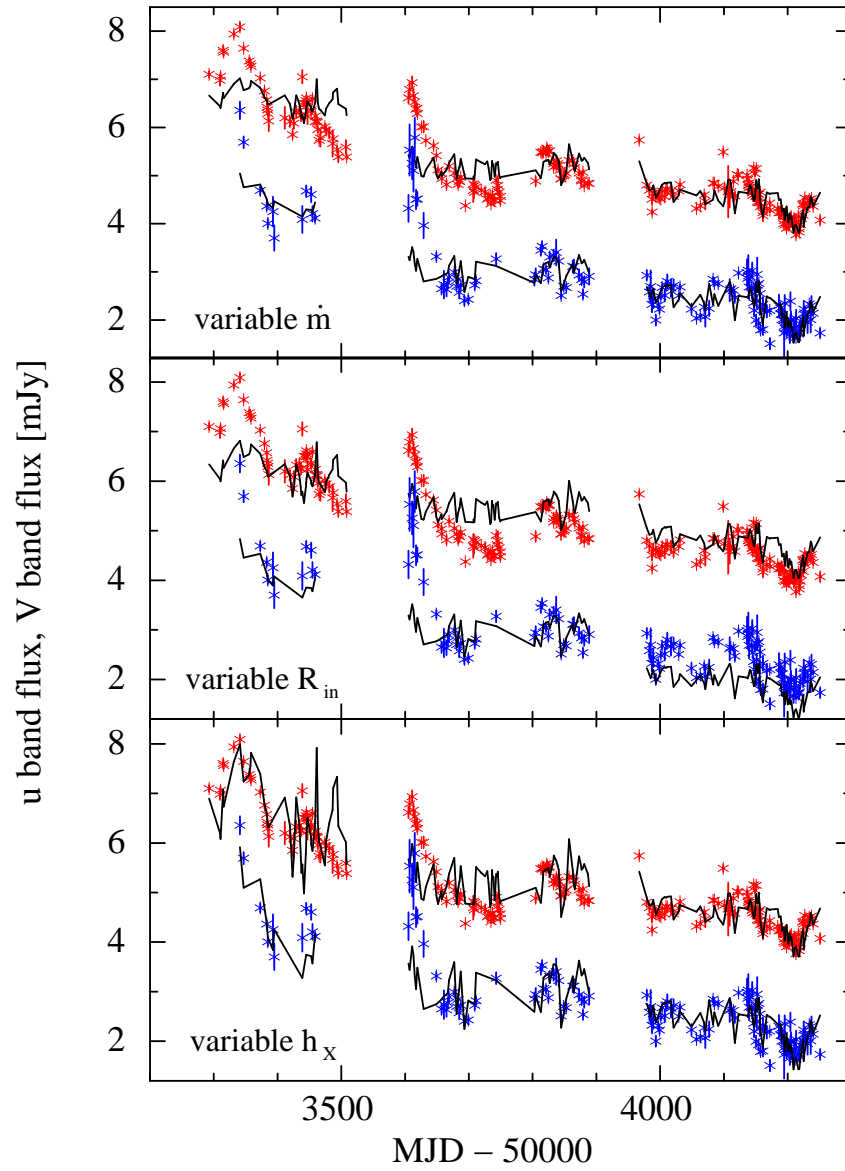 8
6
4
2
variable ṁ
8
6
4
2
variable R in
8
6
4
2
variable h X
u band flux, V band flux [mJy]
3500
4000
MJD − 50000